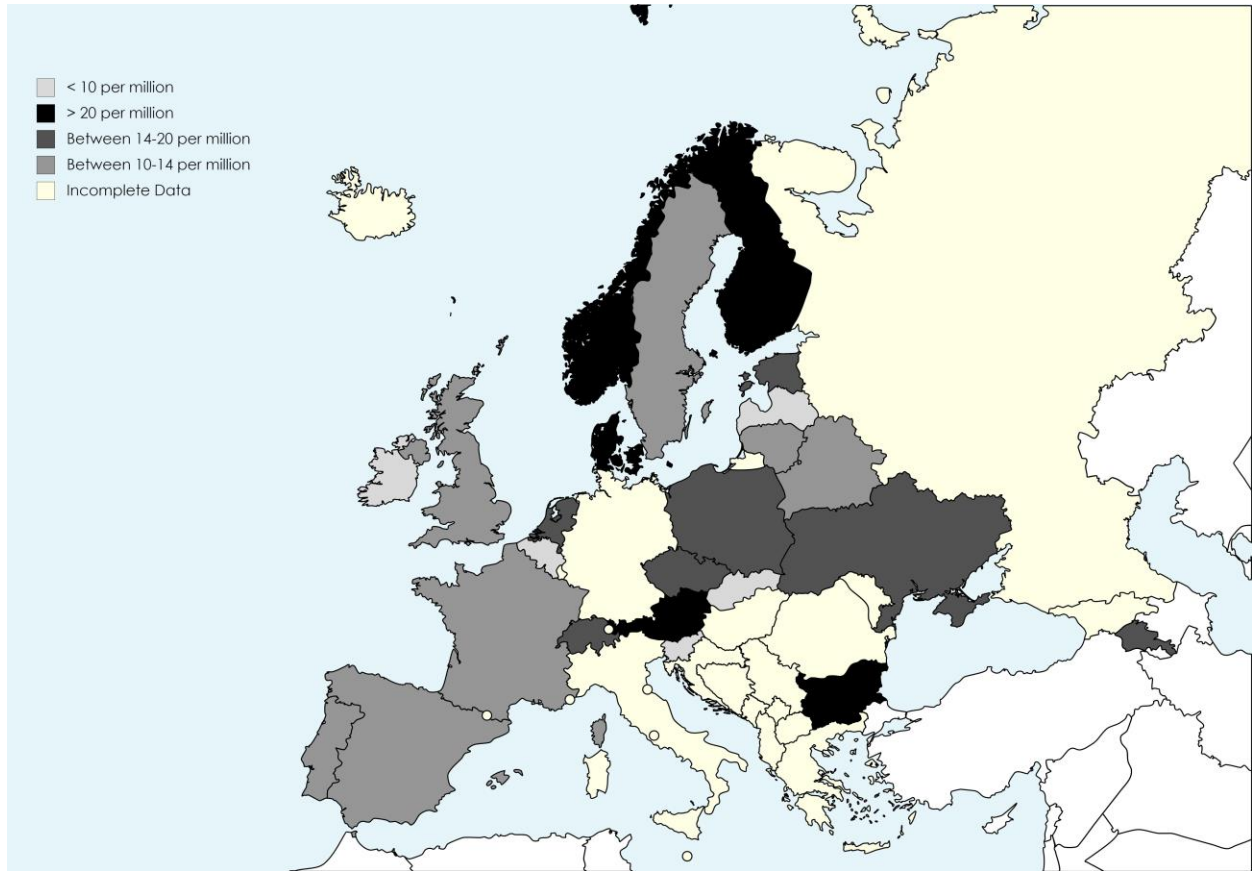 < 10 per million
> 20 per million
Between 14-20 per million
Between 10-14 per million
Incomplete Data